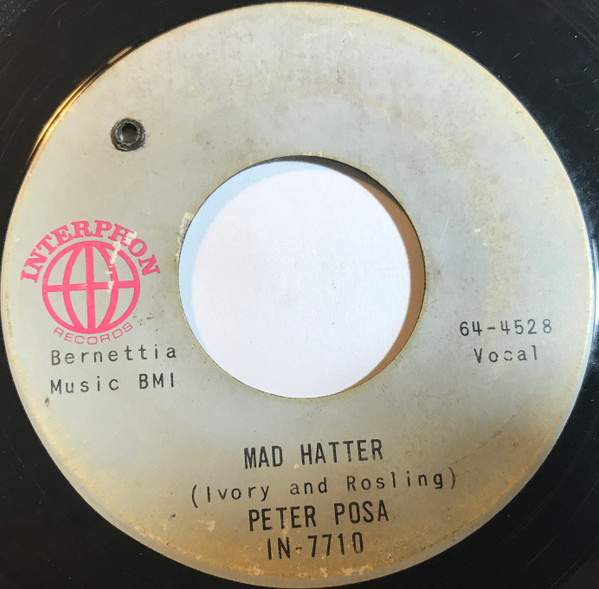 INTERPHON
RECORDS
Bernettia
Music BMI
64-4528
Vocal
MAD HATTER
(Ivory and Rosling)
PETER POSA
IN-7710